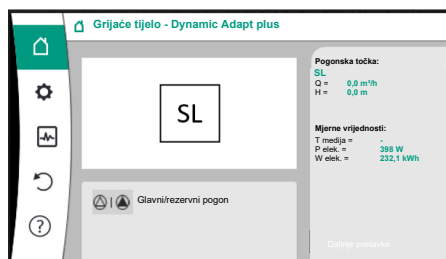 Grijaće tijelo - Dynamic Adapt plus
SL
Glavni/rezervni pogon
Pogonska točka:
SL
Q = 0,0 m³/h
H = 0,0 m
Mjerne vrijednosti:
T medija = -
P elek. = 398 W
W elek. = 232,1 kWh
Daljnje postavke
?